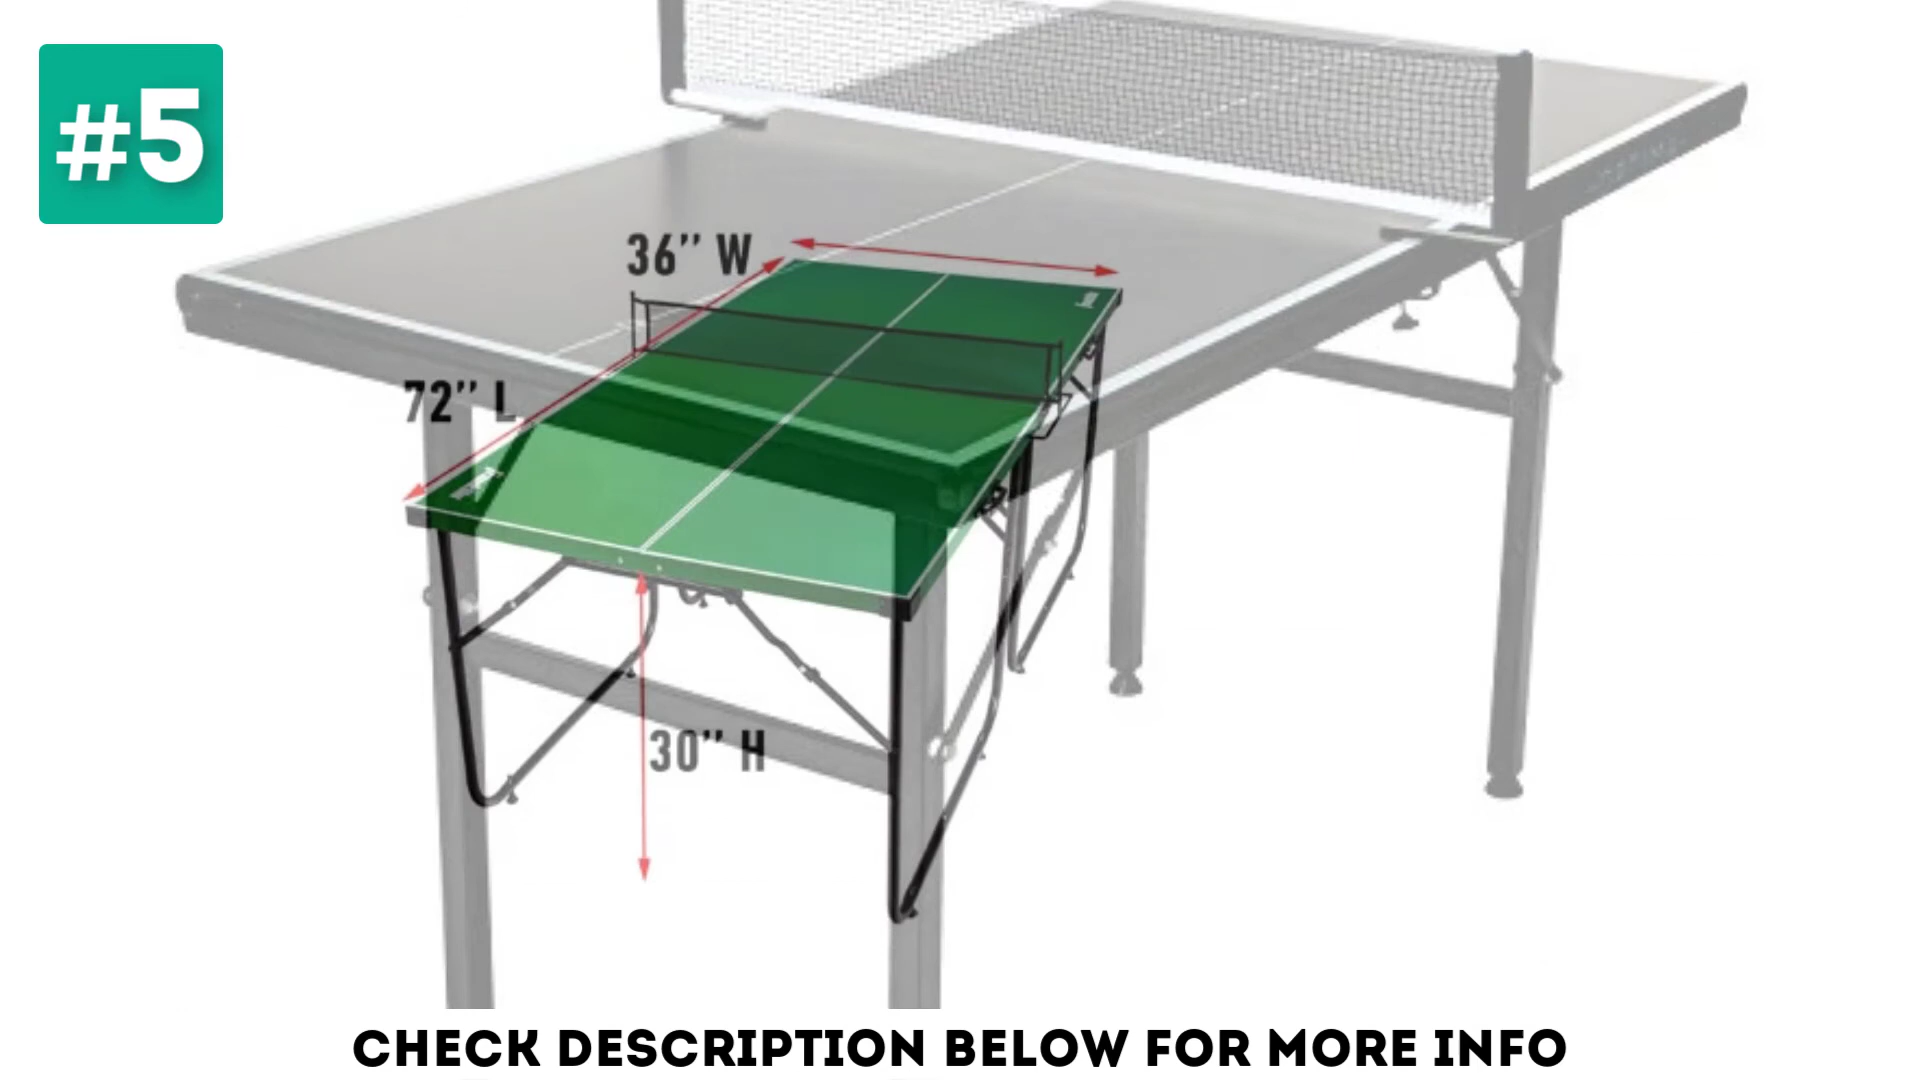 #5
36’’ W
72’’ L
30’’ H
CHECK DESCRIPTION BELOW FOR MORE INFO